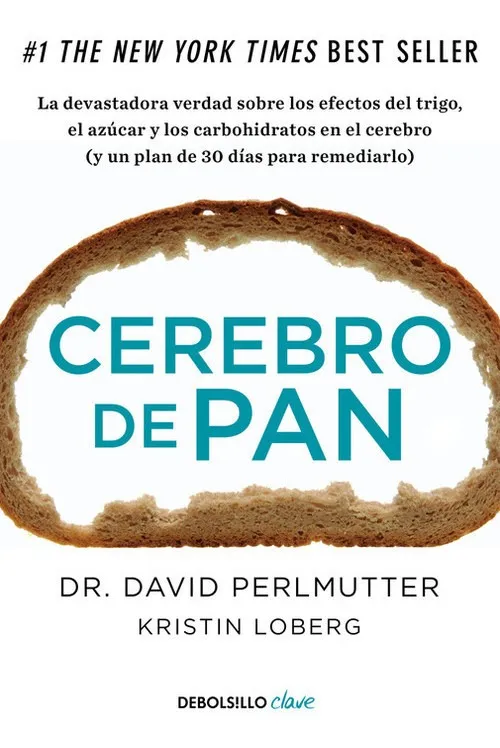 #1 THE NEW YORK TIMES BEST SELLER
La devastadora verdad sobre los efectos del trigo,
el azúcar y los carbohidratos en el cerebro
(y un plan de 30 días para remediarlo)
CEREBRO
DE PAN
DR. DAVID PERLMUTTER
KRISTIN LOBERG
DEBOLS!LLO clave